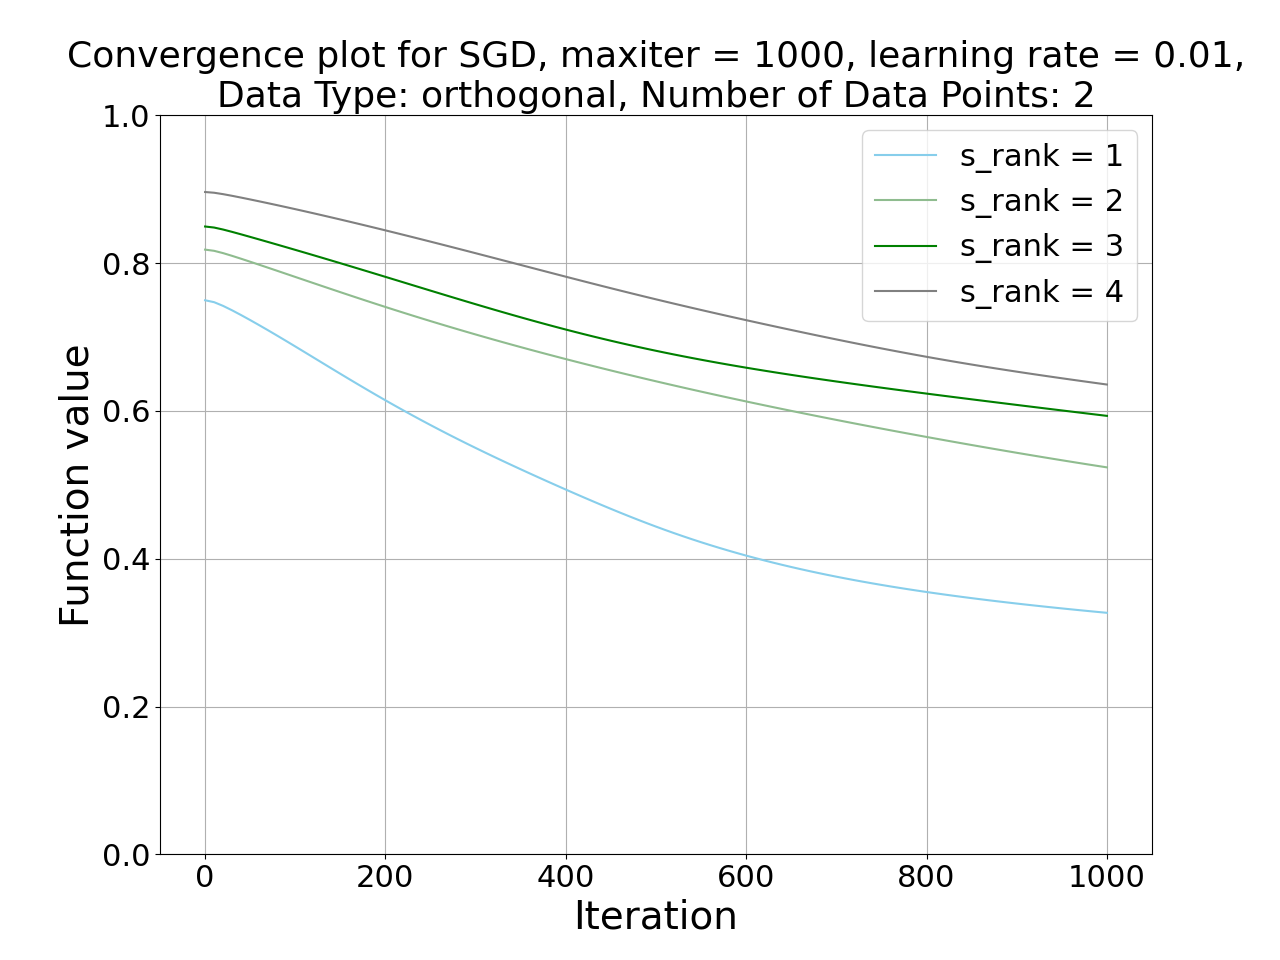 Convergence plot for SGD, maxiter = 1000, learning rate = 0.01,
Data Type: orthogonal, Number of Data Points: 2
1.0
0.8
0.6
0.4
0.2
0.0
Function value
s_rank = 1
s_rank = 2
s_rank = 3
s_rank = 4
0 200 400 600 800 1000
Iteration